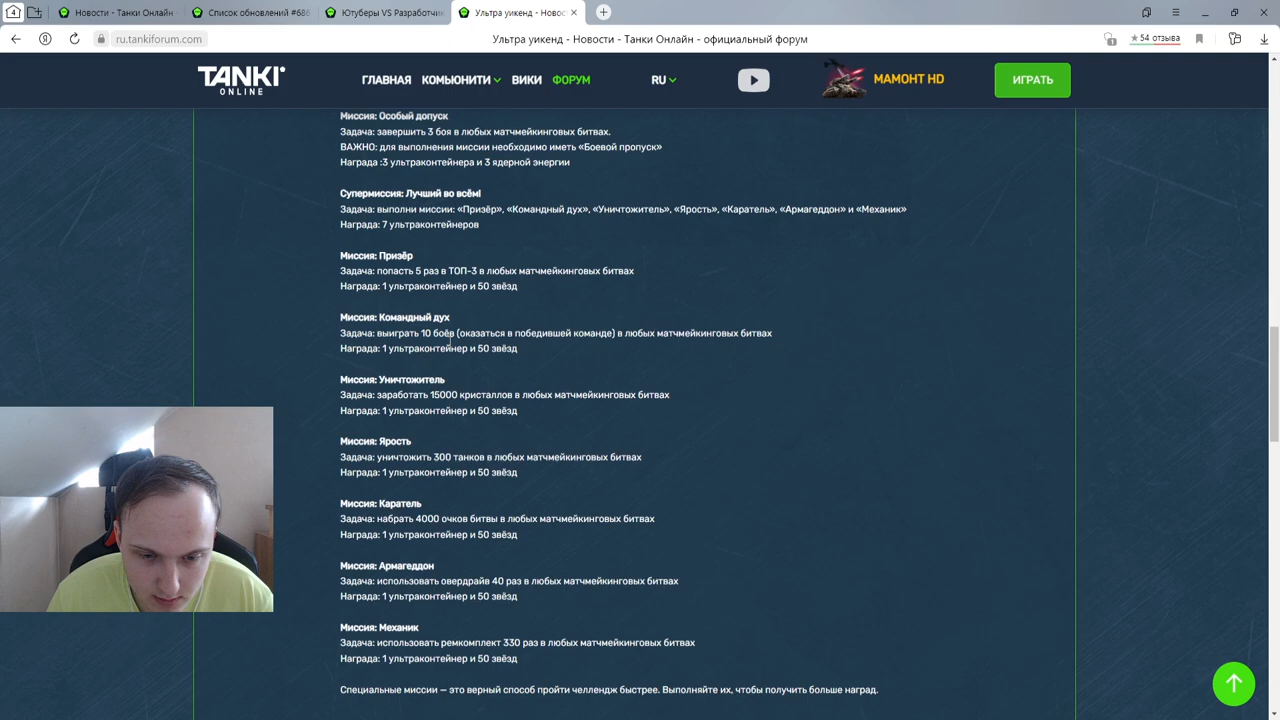 Новости - Танки Онлайн
Список обновлений #686
Ютуберы VS Разработчик
Ультра уикенд - Новос
ru.tankiforum.com
Ультра уикенд - Новости - Танки Онлайн - официальный форум
54 отзыва
TANKI
ONLINE
ГЛАВНАЯ
КОМЬЮНИТИ
ВИКИ
ФОРУМ
RU
МАМОНТ HD
ИГРАТЬ
Миссия: Особый допуск
Задача: завершить 3 боя в любых матчмейкинговых битвах.
ВАЖНО: для выполнения миссии необходимо иметь «Боевой пропуск»
Награда :3 ультраконтейнера и 3 ядерной энергии
Супермиссия: Лучший во всём!
Задача: выполни миссии: «Призёр», «Командный дух», «Уничтожитель», «Ярость», «Каратель», «Армагеддон» и «Механик»
Награда: 7 ультраконтейнеров
Миссия: Призёр
Задача: попасть 5 раз в ТОП-3 в любых матчмейкинговых битвах
Награда: 1 ультраконтейнер и 50 звёзд
Миссия: Командный дух
Задача: выиграть 10 боёв (оказаться в победившей команде) в любых матчмейкинговых битвах
Награда: 1 ультраконтейнер и 50 звёзд
Миссия: Уничтожитель
Задача: заработать 15000 кристаллов в любых матчмейкинговых битвах
Награда: 1 ультраконтейнер и 50 звёзд
Миссия: Ярость
Задача: уничтожить 300 танков в любых матчмейкинговых битвах
Награда: 1 ультраконтейнер и 50 звёзд
Миссия: Каратель
Задача: набрать 4000 очков битвы в любых матчмейкинговых битвах
Награда: 1 ультраконтейнер и 50 звёзд
Миссия: Армагеддон
Задача: использовать овердрайв 40 раз в любых матчмейкинговых битвах
Награда: 1 ультраконтейнер и 50 звёзд
Миссия: Механик
Задача: использовать ремкомплект 330 раз в любых матчмейкинговых битвах
Награда: 1 ультраконтейнер и 50 звёзд
Специальные миссии — это верный способ пройти челлендж быстрее. Выполняйте их, чтобы получить больше наград.